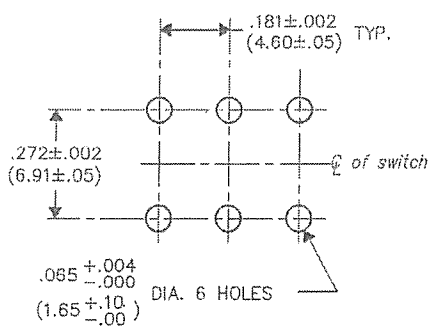 .181±.002
(4.60±.05) TYP.
.272±.002
(6.91±.05)
℄ of switch
.065 +.004
-.000
DIA. 6 HOLES
(1.65 +.10
-.00)